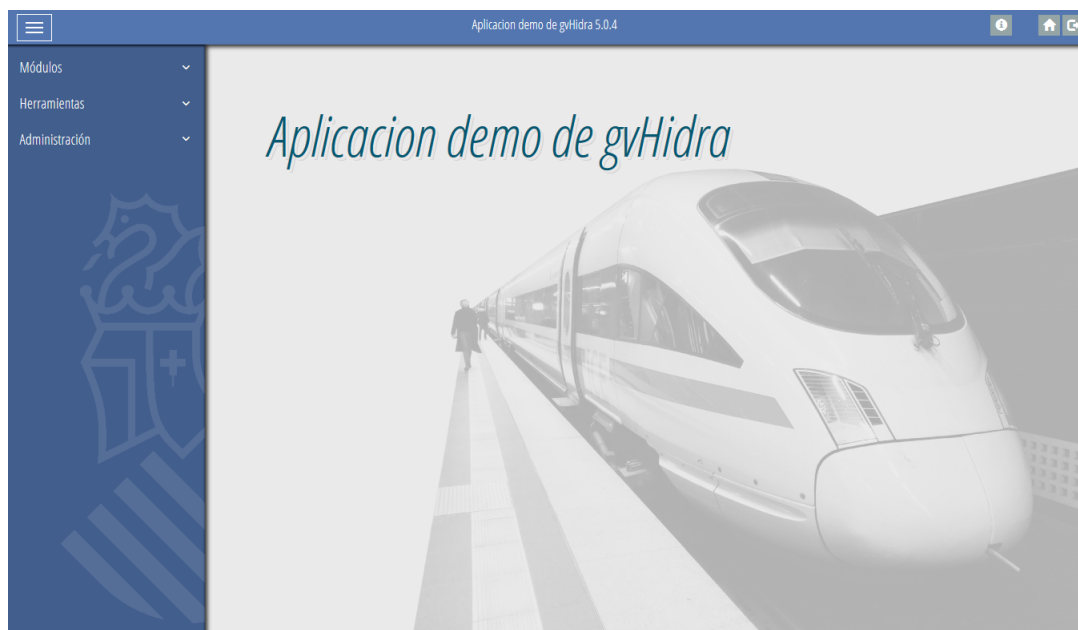 Aplicacion demo de gvHidra 5.0.4
Módulos
Herramientas
Administración
Aplicacion demo de gvHidra